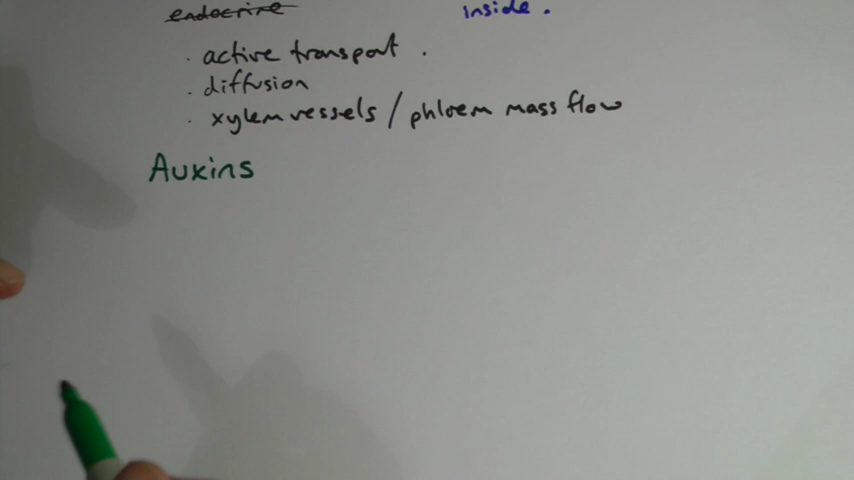 endocrine inside.
. active transport .
. diffusion
. xylem vessels / phloem mass flow
Auxins